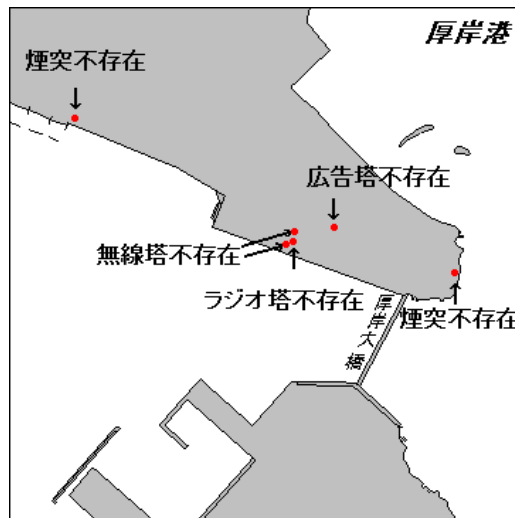 厚岸港
煙突不存在
広告塔不存在
無線塔不存在
ラジオ塔不存在
煙突不存在
厚岸大橋